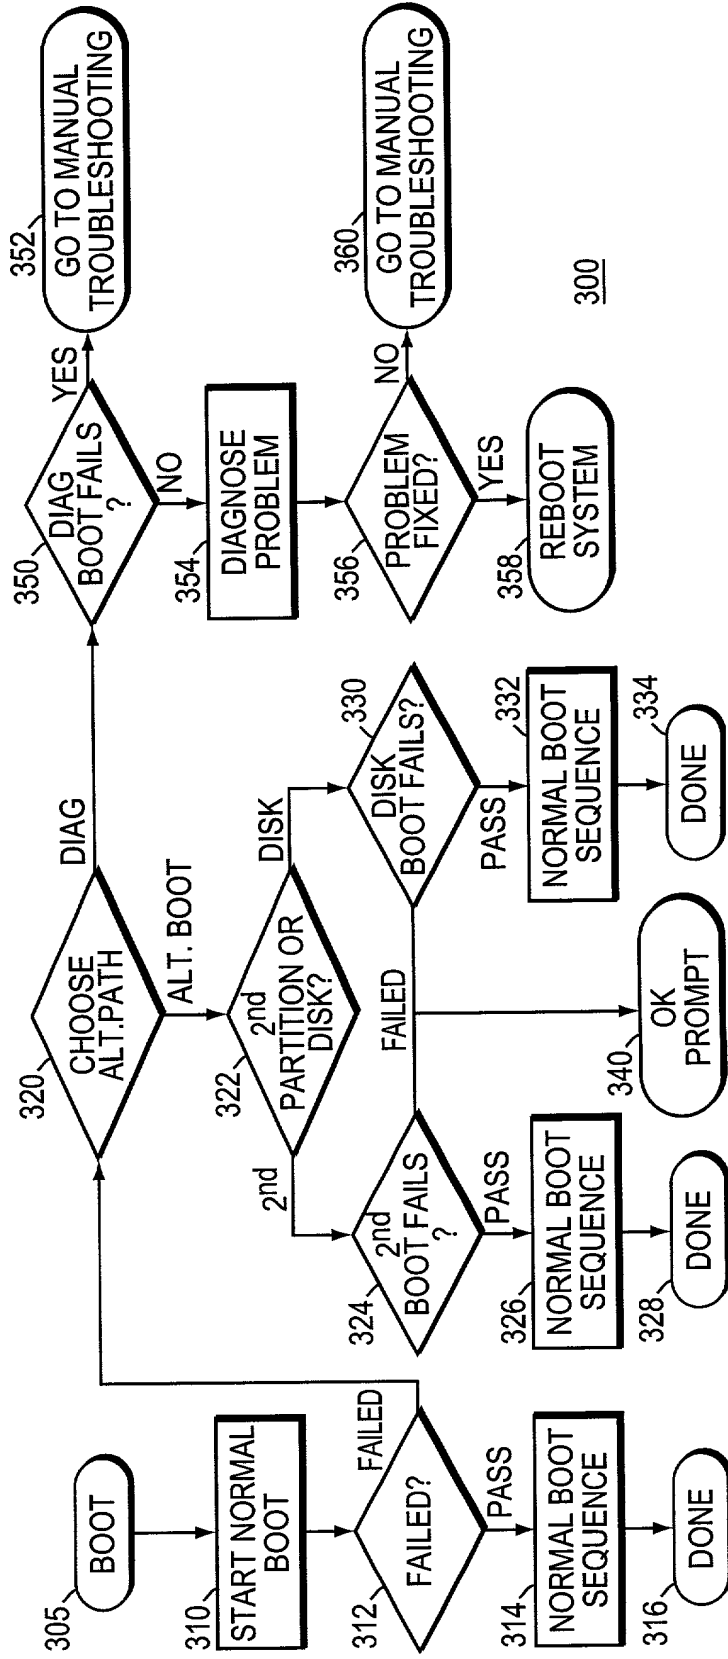 305
BOOT
310
START NORMAL
BOOT
312
FAILED?
FAILED
PASS
314
NORMAL BOOT
SEQUENCE
316
DONE
320
CHOOSE
ALT.PATH
DIAG
ALT. BOOT
322
2nd
PARTITION OR
DISK?
2nd
DISK
324
2nd
BOOT FAILS
?
FAILED
PASS
326
NORMAL BOOT
SEQUENCE
328
DONE
330
DISK
BOOT FAILS?
PASS
332
NORMAL BOOT
SEQUENCE
334
DONE
340
OK
PROMPT
350
DIAG
BOOT FAILS
?
YES
352
GO TO MANUAL
TROUBLESHOOTING
NO
354
DIAGNOSE
PROBLEM
356
PROBLEM
FIXED?
NO
360
GO TO MANUAL
TROUBLESHOOTING
YES
358
REBOOT
SYSTEM
300